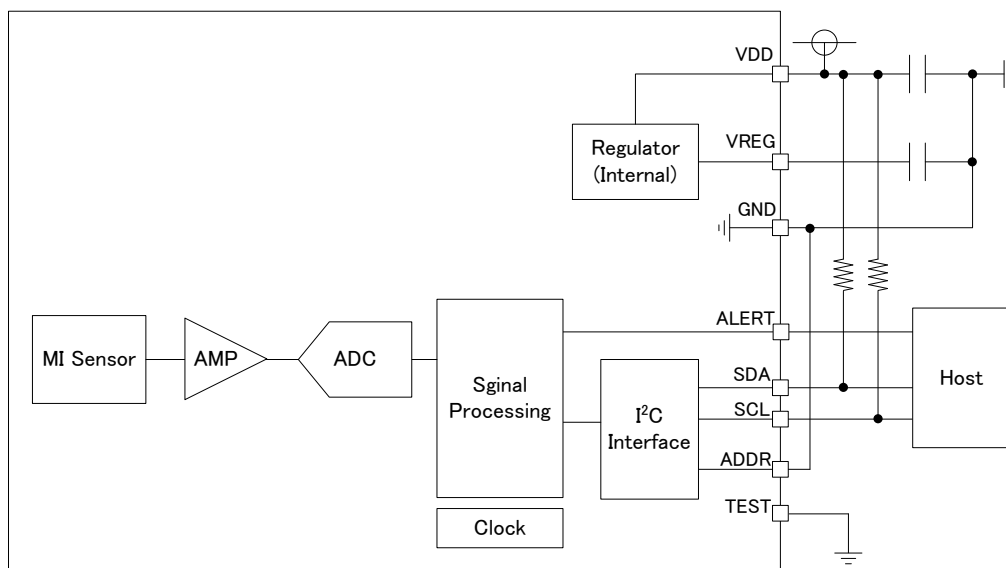 VDD
Regulator
(Internal)
VREG
GND
ALERT
MI Sensor
AMP
ADC
Sginal
Processing
I²C
Interface
SDA
SCL
ADDR
Host
TEST
Clock